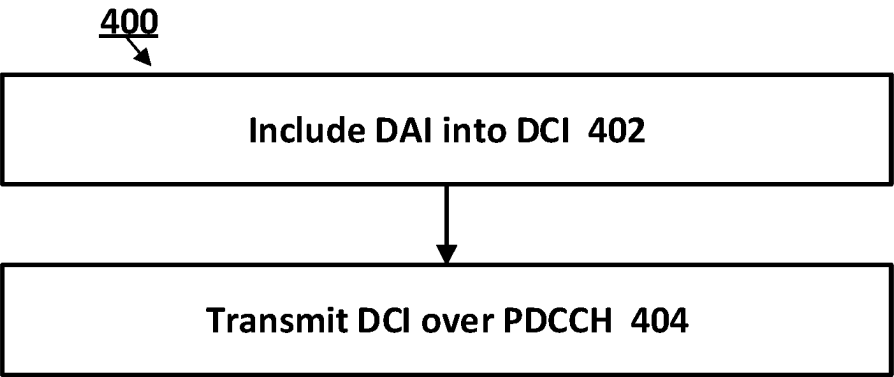 400
Include DAI into DCI 402
Transmit DCI over PDCCH 404